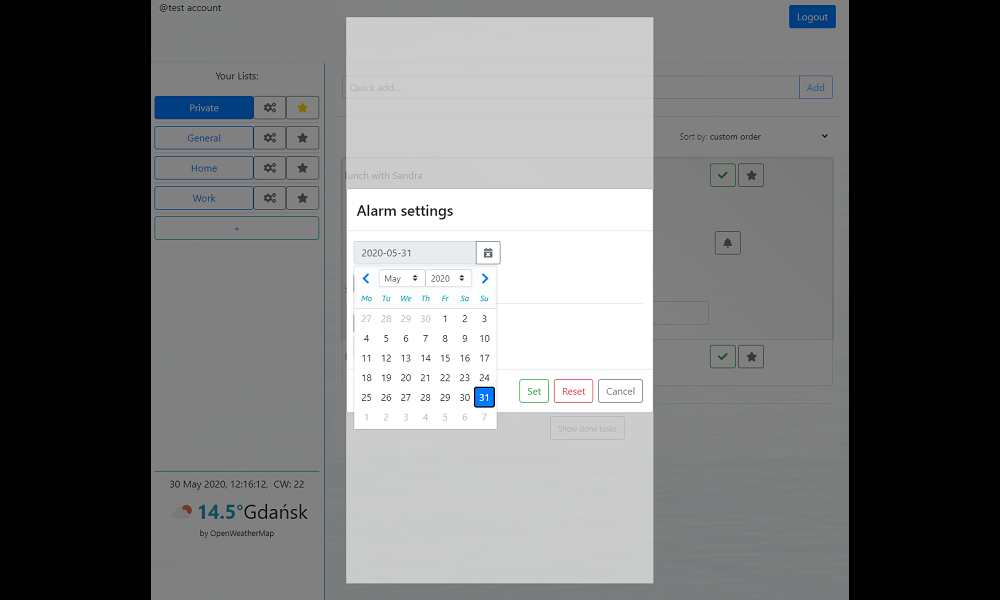 @test account
Logout
Your Lists:
Private
General
Home
Work
+
Quick add...
Add
Sort by: custom order
unch with Sandra
Alarm settings
2020-05-31
May 2020
Mo Tu We Th Fr Sa Su
27 28 29 30 1 2 3
4 5 6 7 8 9 10
11 12 13 14 15 16 17
18 19 20 21 22 23 24
25 26 27 28 29 30 31
1 2 3 4 5 6 7
Set Reset Cancel
Show done tasks
30 May 2020, 12:16:12, CW: 22
14.5°Gdańsk
by OpenWeatherMap